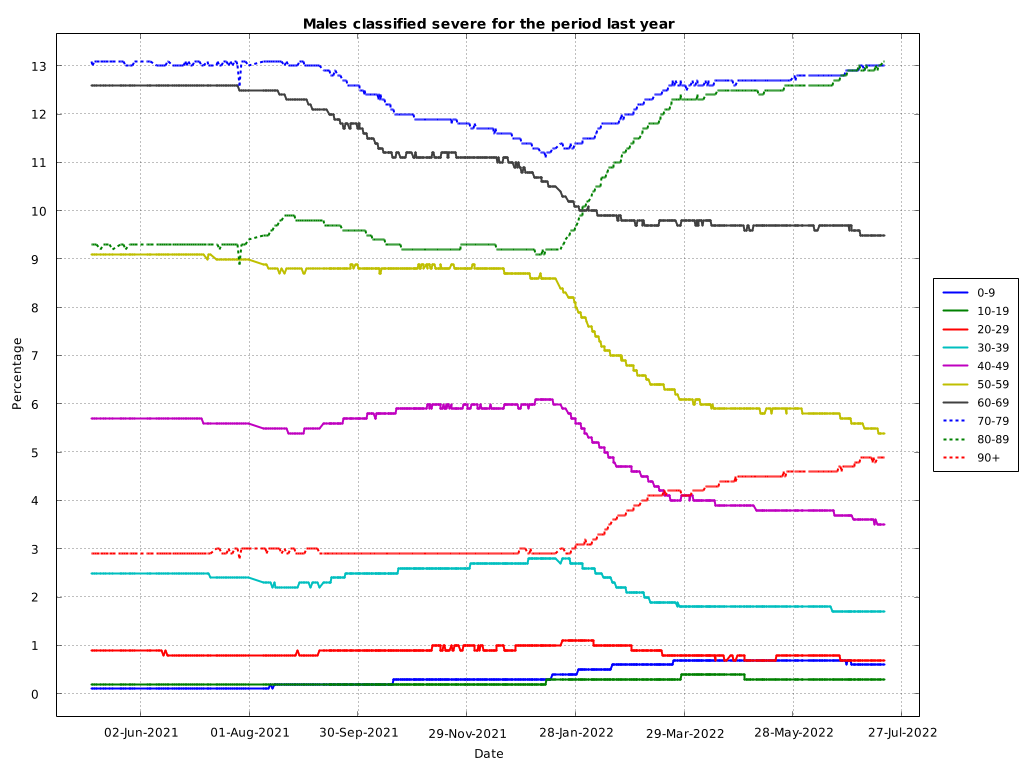 Males classified severe for the period last year
13
12
11
10
9
8
7
6
5
4
3
2
1
0
Percentage
02-Jun-2021
01-Aug-2021
30-Sep-2021
29-Nov-2021
28-Jan-2022
29-Mar-2022
28-May-2022
27-Jul-2022
Date
0-9
10-19
20-29
30-39
40-49
50-59
60-69
70-79
80-89
90+